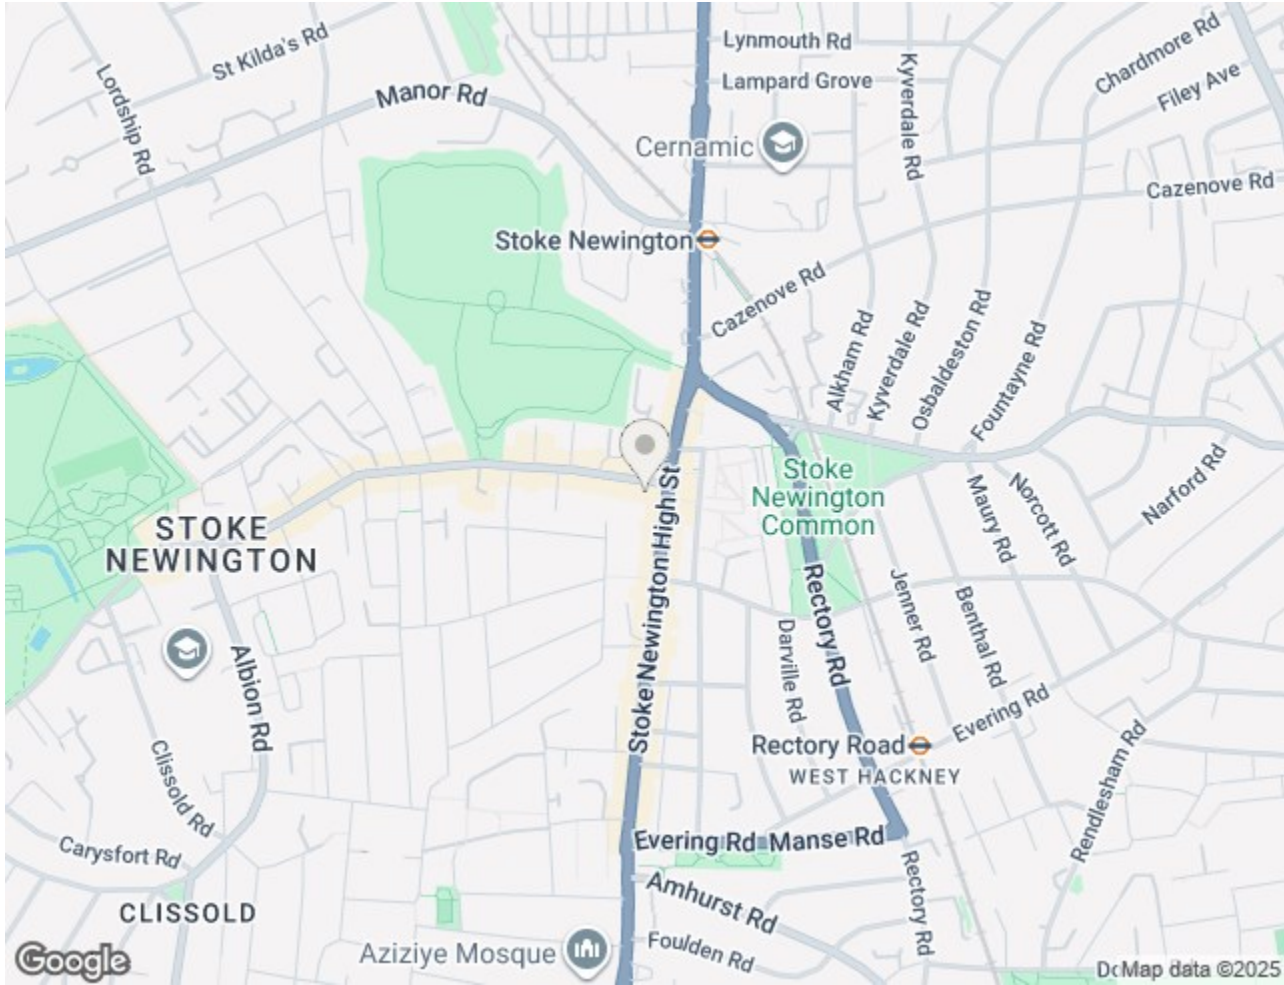 Lynmouth Rd
St Kilda's Rd
Chardmore Rd
Lordship Rd
Manor Rd
Lampard Grove
Kyverdale Rd
Filey Ave
Cernamic
Cazenove Rd
Stoke Newington
Cazenove Rd
Alkham Rd
Kyverdale Rd
Osbaldeston Rd
Fountayne Rd
Stoke
Newington
Common
Stoke Newington High St
Maury Rd
Norcott Rd
Narford Rd
STOKE
NEWINGTON
Rectory Rd
Jenner Rd
Benthal Rd
Darville Rd
Albion Rd
Evering Rd
Rectory Road
WEST HACKNEY
Clissold Rd
Rendlesham Rd
Evering Rd
Manse Rd
Carysfort Rd
Rectory Rd
Amhurst Rd
CLISSOLD
Aziziye Mosque
Foulden Rd
Google
Map data ©2025